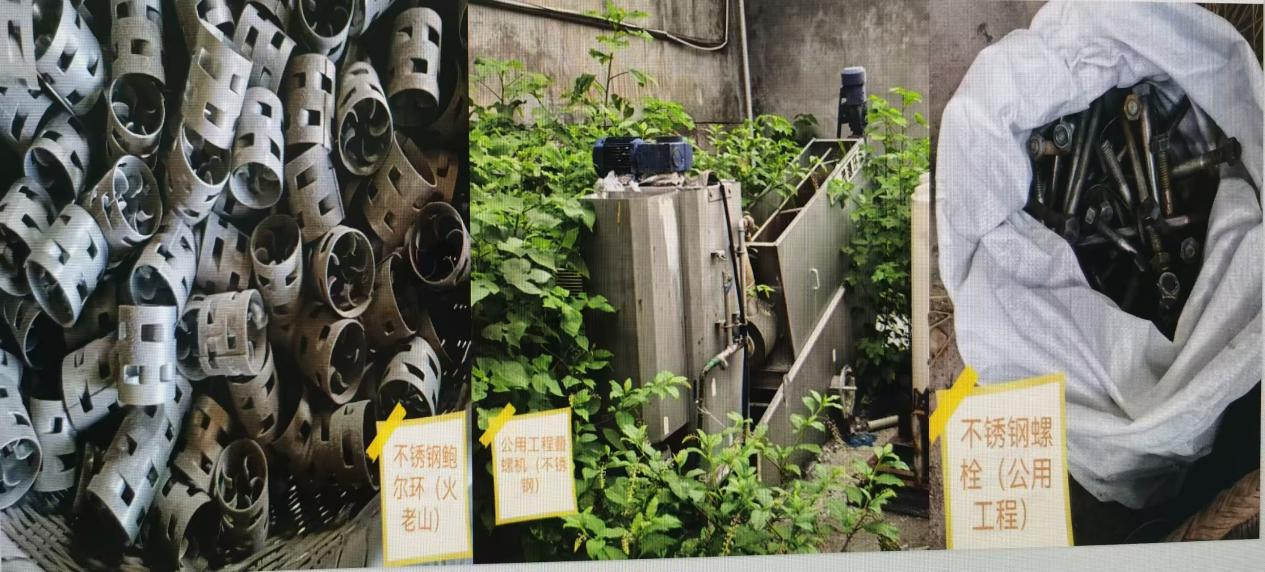 不锈钢鲍
尔环（火
老山）
公用工程叠
螺机（不锈
钢）
不锈钢螺
栓（公用
工程）